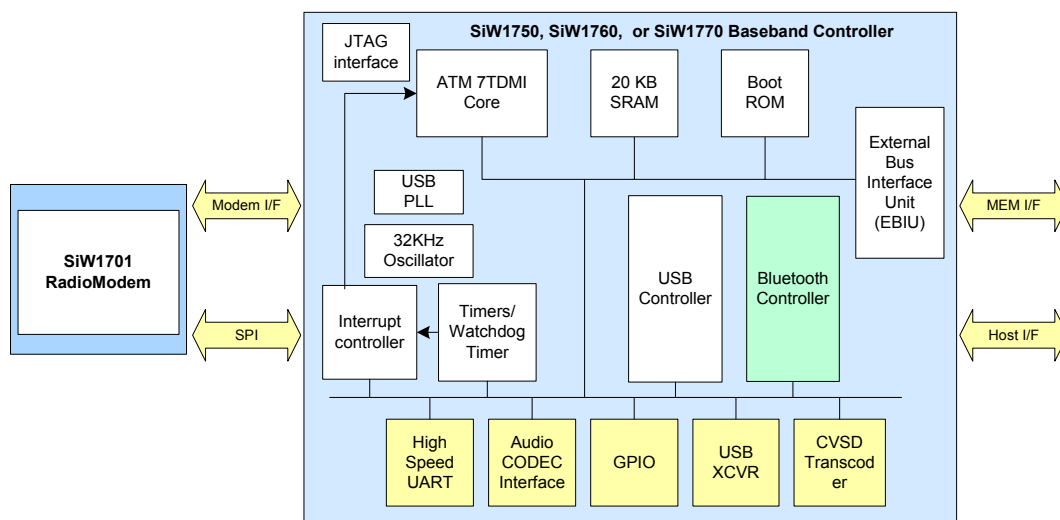 SiW1750, SiW1760, or SiW1770 Baseband Controller
JTAG
interface
ATM 7TDMI
Core
20 KB
SRAM
Boot
ROM
External
Bus
Interface
Unit
(EBIU)
USB
PLL
32KHz
Oscillator
Modem I/F
MEM I/F
SiW1701
RadioModem
USB
Controller
Bluetooth
Controller
SPI
Interrupt
controller
Timers/
Watchdog
Timer
Host I/F
High
Speed
UART
Audio
CODEC
Interface
GPIO
USB
XCVR
CVSD
Transcod
er